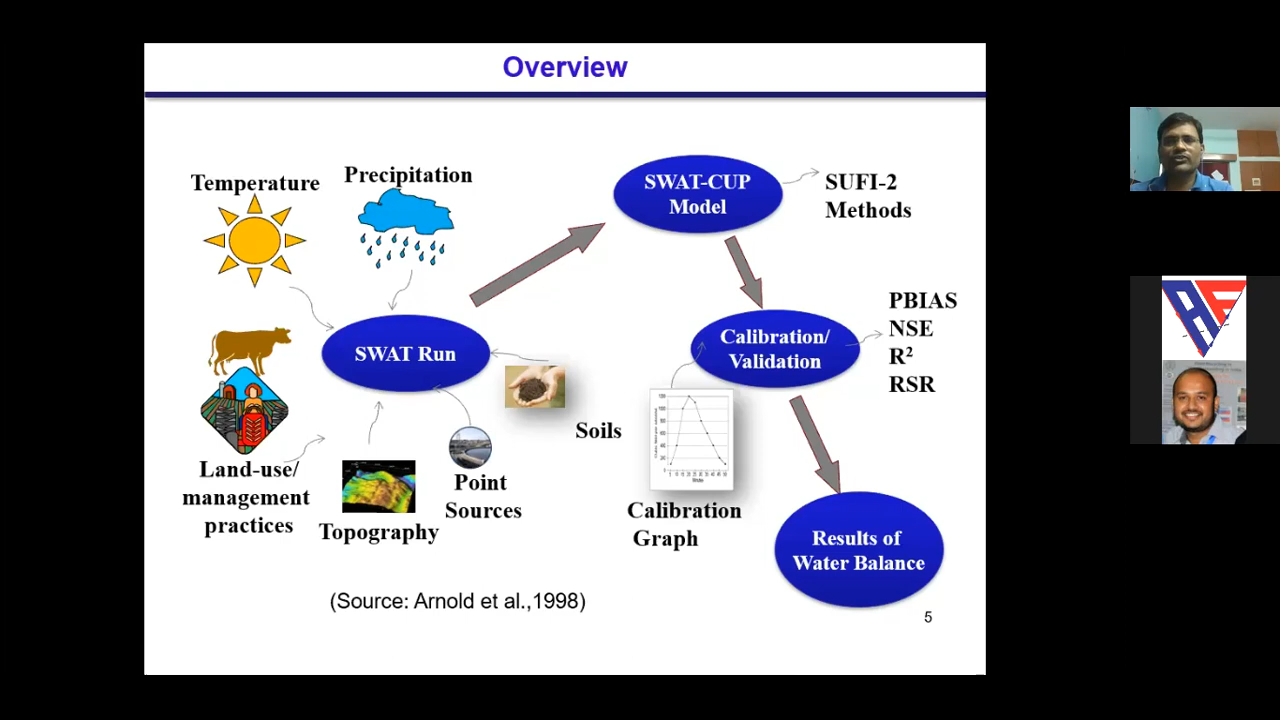 Overview
Temperature
Precipitation
SWAT-CUP
Model
SUFI-2
Methods
SWAT Run
Calibration/
Validation
PBIAS
NSE
R²
RSR
Soils
Land-use/
management
practices
Topography
Point
Sources
Calibration
Graph
Results of
Water Balance
(Source: Arnold et al.,1998)
5